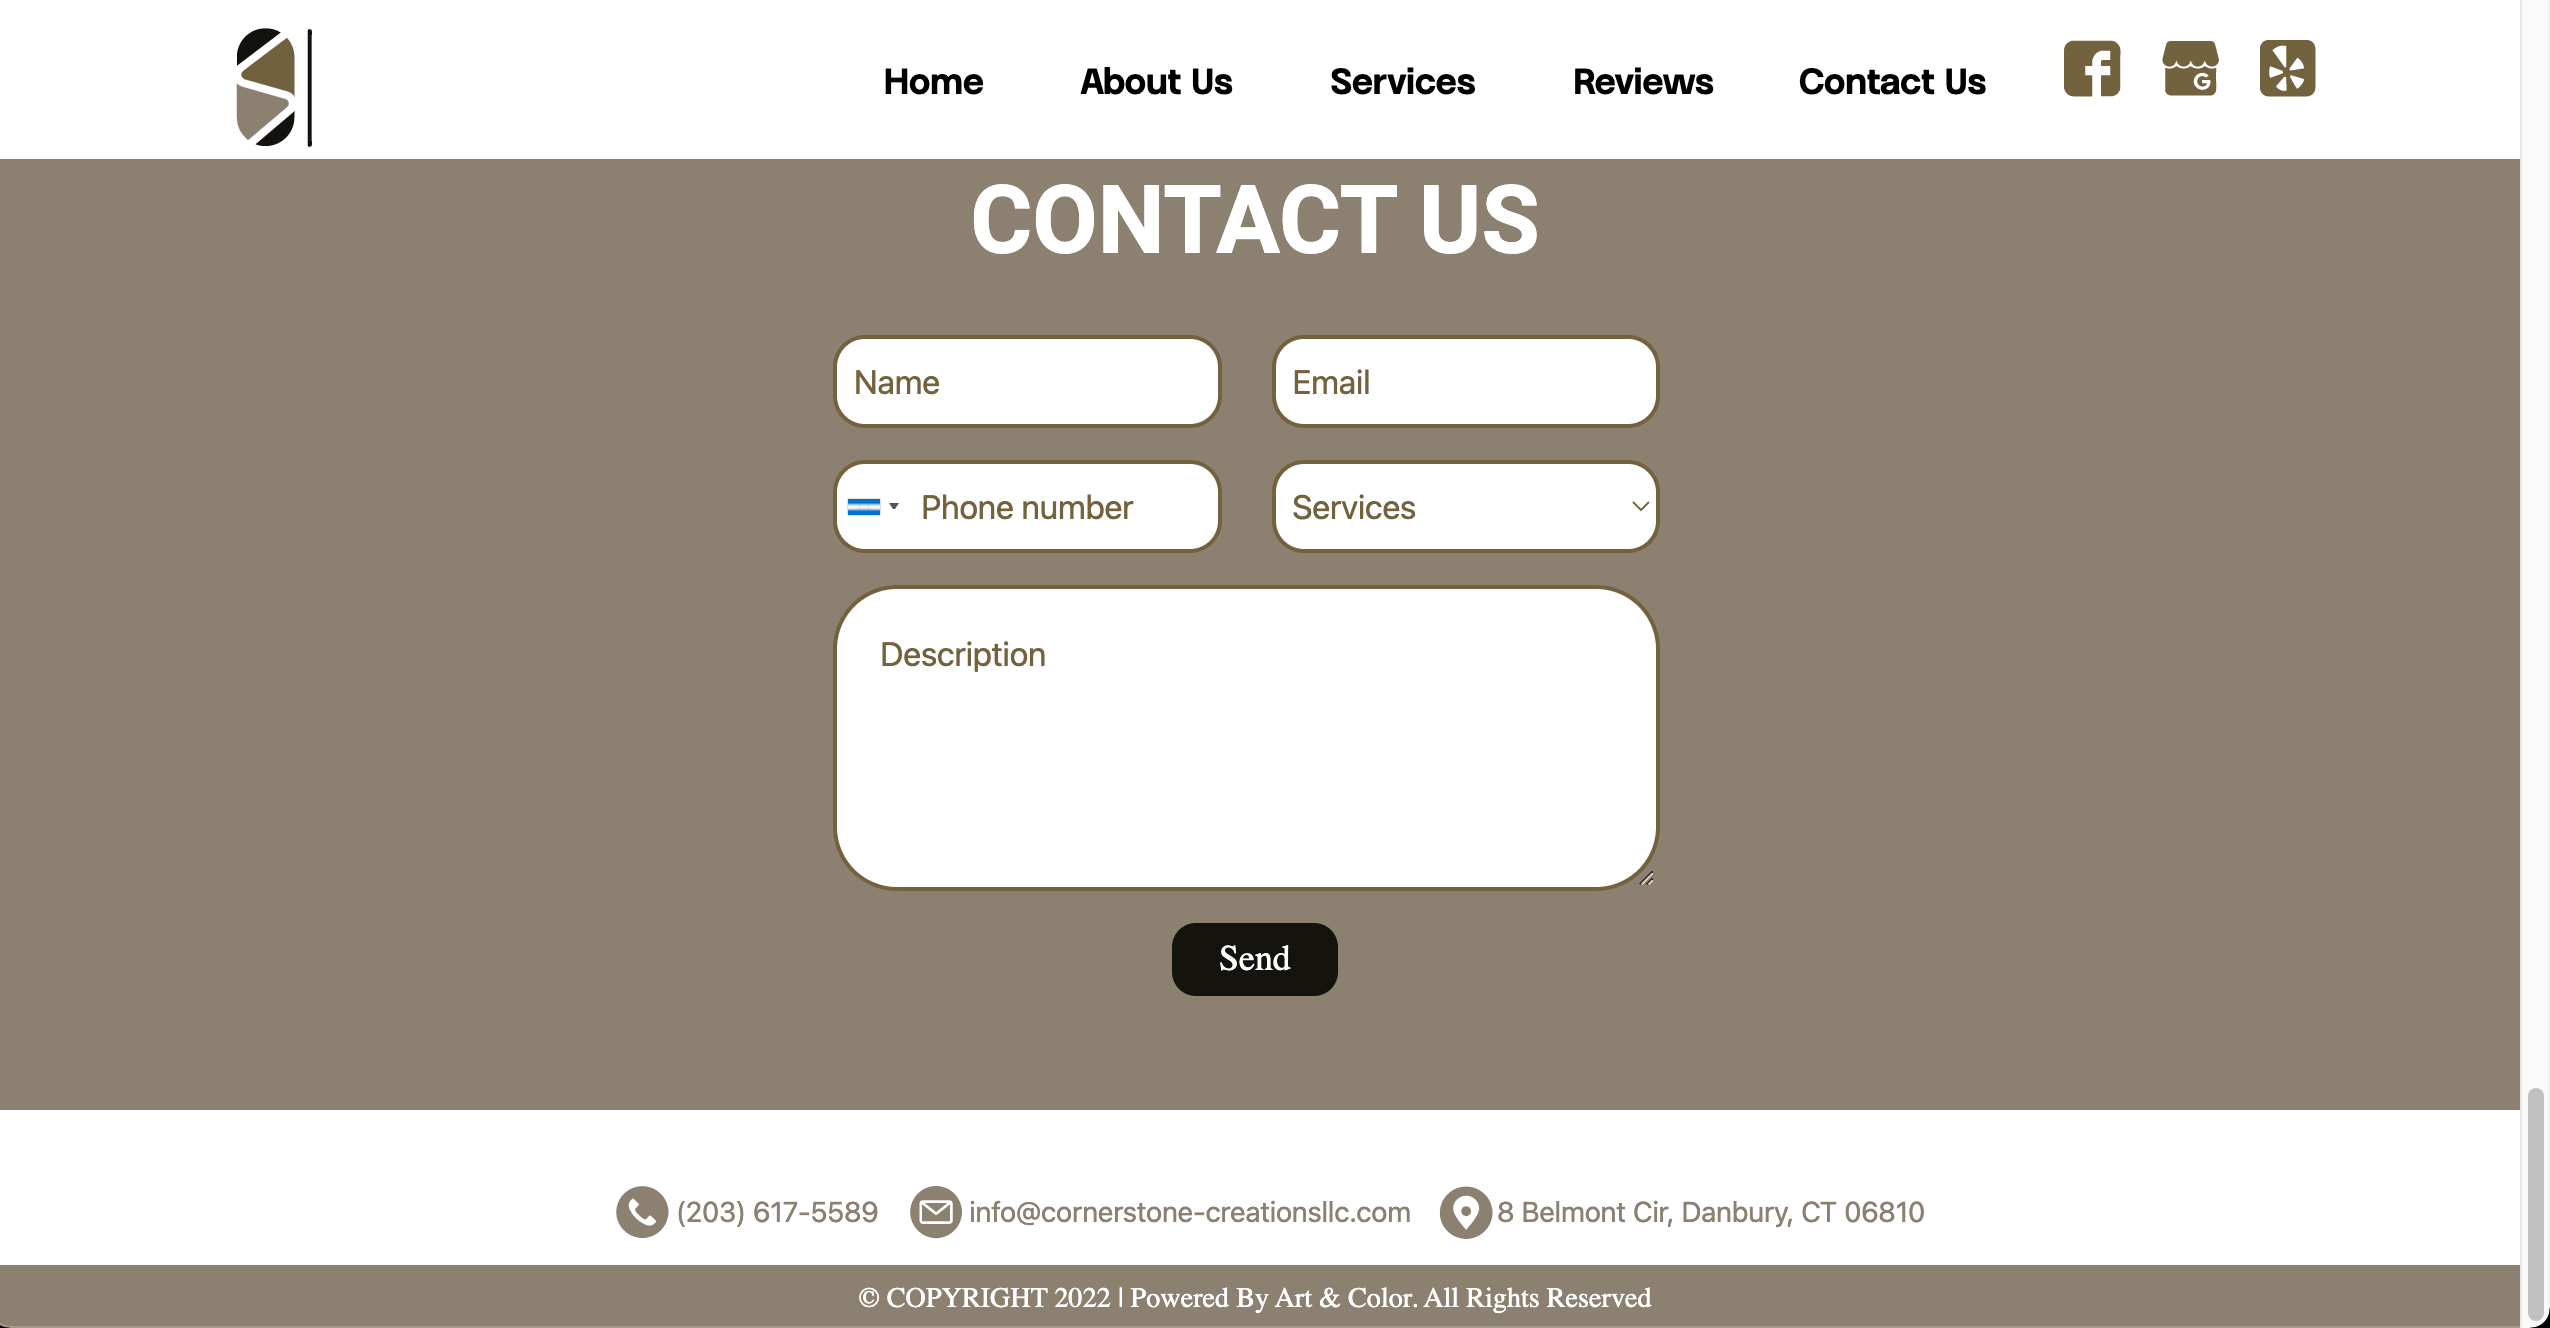 Home About Us Services Reviews Contact Us
G
CONTACT US
Name Email
Phone number Services
Description
Send
(203) 617-5589 info@cornerstone-creationsllc.com 8 Belmont Cir, Danbury, CT 06810
© COPYRIGHT 2022 | Powered By Art & Color. All Rights Reserved